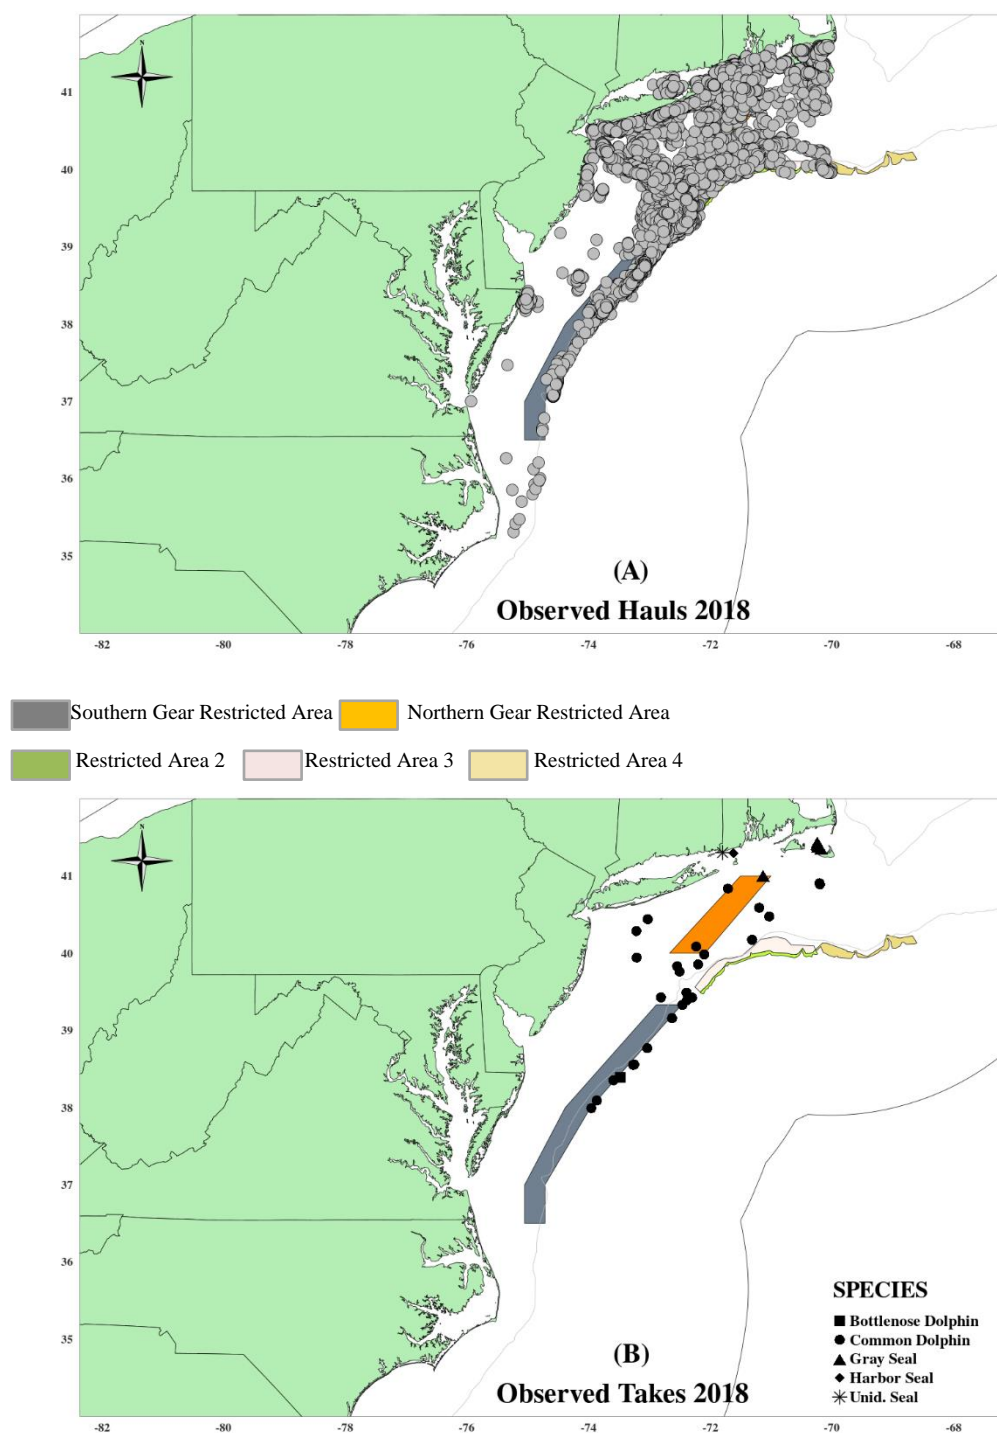 N
41
40
39
38
37
36
35
(A)
Observed Hauls 2018
-82 -80 -78 -76 -74 -72 -70 -68
Southern Gear Restricted Area Northern Gear Restricted Area
Restricted Area 2 Restricted Area 3 Restricted Area 4
N
41
40
39
38
37
36
35
SPECIES
Bottlenose Dolphin
Common Dolphin
Gray Seal
Harbor Seal
Unid. Seal
(B)
Observed Takes 2018
-82 -80 -78 -76 -74 -72 -70 -68